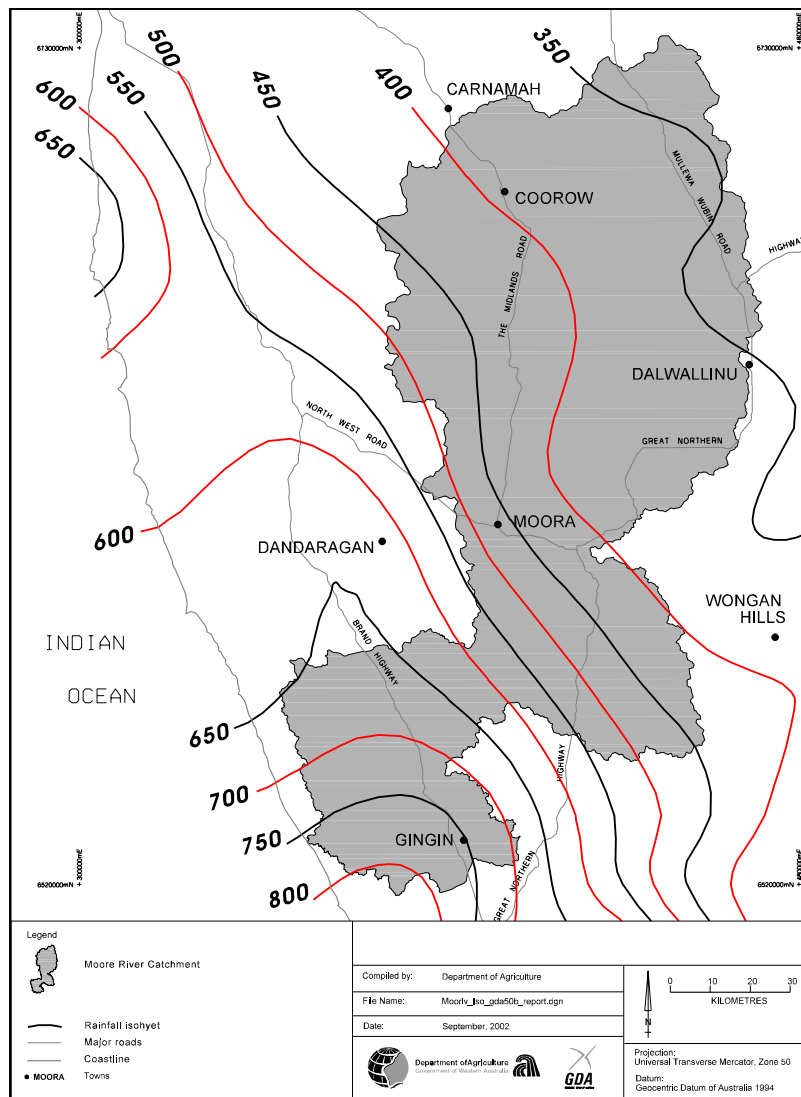 6730000mN
+ 300000mE
6730000mN
+ 480000mE
500
550
450
400
350
600
650
CARNAMAH
COOROW
MULLEWA WUBIN ROAD
HIGHWAY
THE MIDLANDS ROAD
DALWALLINU
NORTH WEST ROAD
GREAT NORTHERN
600
MOORA
DANDARAGAN
WONGAN
HILLS
INDIAN
OCEAN
BRAND HIGHWAY
650
700
HIGHWAY
750
GINGIN
800
GREAT NORTHERN
6520000mN
+ 300000mE
6520000mN
+ 480000mE
Legend
Moore River Catchment
Rainfall isohyet
Major roads
Coastline
MOORA Towns
Compiled by: Department of Agriculture
File Name: Moorlv_iso_gda50b_report.dgn
Date: September, 2002
Department of Agriculture
Government of Western Australia
GDA
N
0 10 20 30
KILOMETRES
Projection:
Universal Transverse Mercator, Zone 50
Datum:
Geocentric Datum of Australia 1994